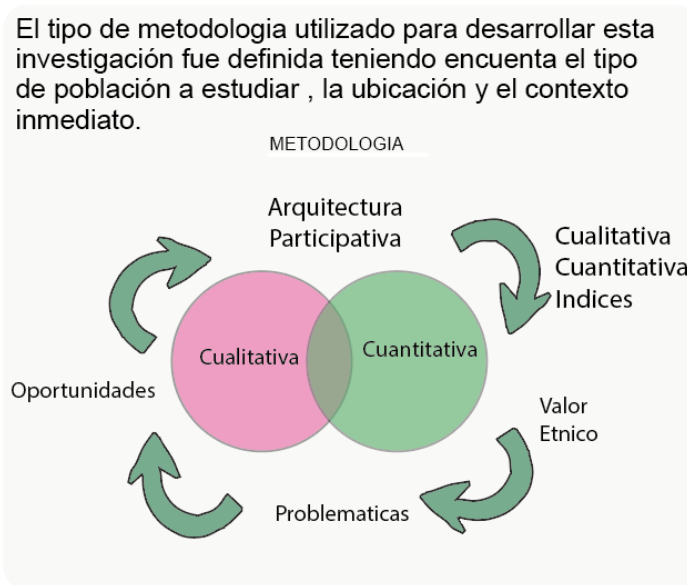 El tipo de metodologia utilizado para desarrollar esta
investigación fue definida teniendo encuenta el tipo
de población a estudiar , la ubicación y el contexto
inmediato.
METODOLOGIA
Arquitectura
Participativa
Cualitativa
Cuantitativa
Indices
Cualitativa
Cuantitativa
Oportunidades
Valor
Etnico
Problematicas